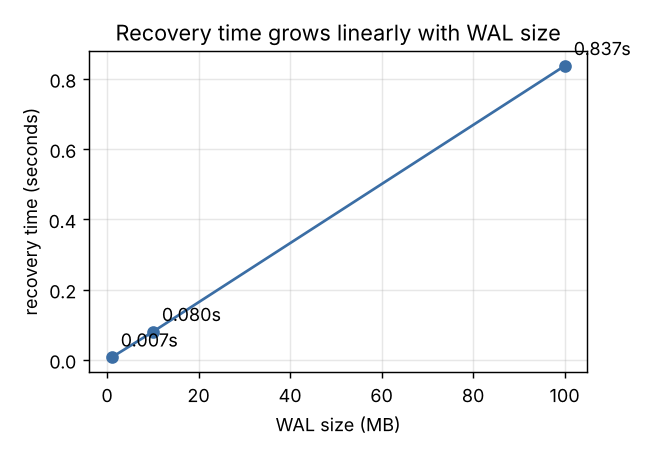 Recovery time grows linearly with WAL size
0.837s
0.8
0.6
recovery time (seconds)
0.4
0.2
0.080s
0.007s
0.0
0 20 40 60 80 100
WAL size (MB)